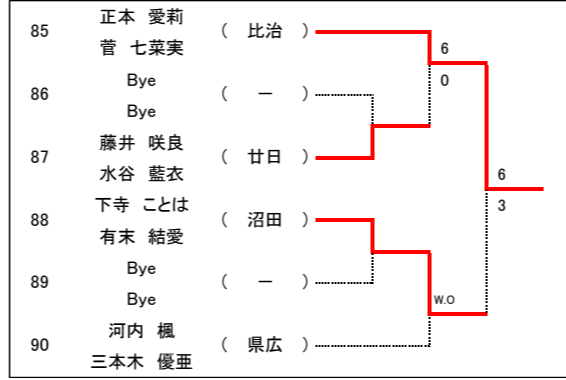 正本 愛莉
85 ( 比治 )
菅 七菜実
6
0
Bye
86 ( ー )
Bye
藤井 咲良
87 ( 廿日 )
水谷 藍衣
6
3
下寺 ことは
88 ( 沼田 )
有末 結愛
Bye
89 ( ー )
Bye
W.O
河内 楓
90 ( 県広 )
三本木 優亜